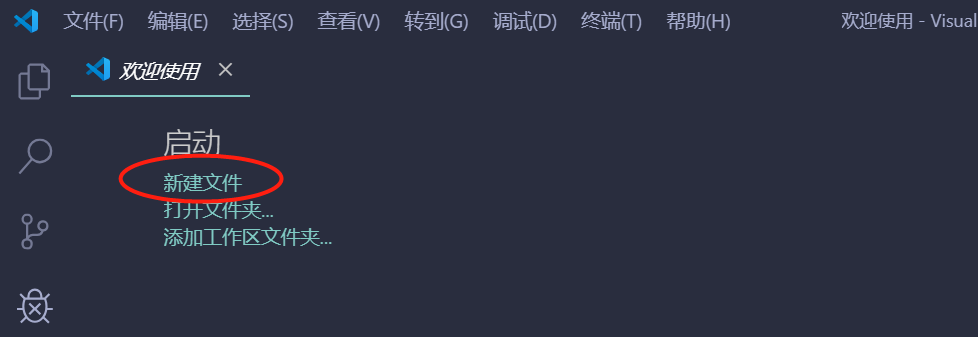 文件(F) 编辑(E) 选择(S) 查看(V) 转到(G) 调试(D) 终端(T) 帮助(H) 欢迎使用 - Visual
欢迎使用
启动
新建文件
打开文件夹...
添加工作区文件夹...